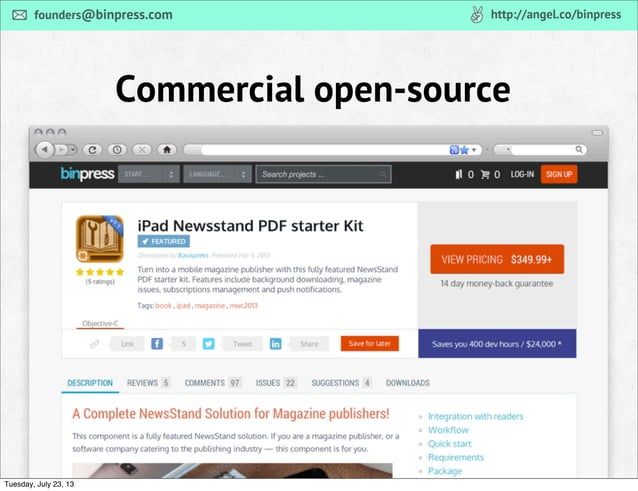 founders@binpress.com
http://angel.co/binpress
Commercial open-source
binpress START... LANGUAGE... Search projects ... 0 0 LOG-IN SIGN UP
iPad Newsstand PDF starter Kit
FEATURED
Developed by Basixpress, Released Feb 4, 2013
VIEW PRICING $349.99+
14 day money-back guarantee
(5 ratings)
Turn into a mobile magazine publisher with this fully featured NewsStand
PDF starter kit. Features include background downloading, magazine
issues, subscriptions management and push notifications.
Tags: book , ipad , magazine , mwc2013
Objective-C
Link 5 Tweet Share Save for later
Saves you 400 dev hours / $24,000 *
DESCRIPTION REVIEWS 5 COMMENTS 97 ISSUES 22 SUGGESTIONS 4 DOWNLOADS
A Complete NewsStand Solution for Magazine publishers!
This component is a fully featured NewsStand solution. If you are a magazine publisher, or a
software company catering to the publishing industry — this component is for you.
Integration with readers
Workflow
Quick start
Requirements
Package
Tuesday, July 23, 13